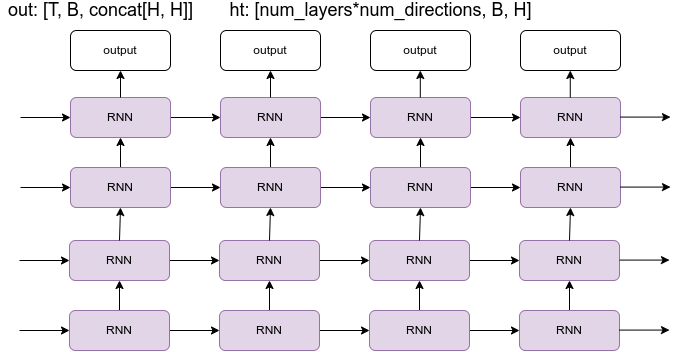 out: [T, B, concat[H, H]] ht: [num_layers*num_directions, B, H]
output output output output
RNN RNN RNN RNN
RNN RNN RNN RNN
RNN RNN RNN RNN
RNN RNN RNN RNN